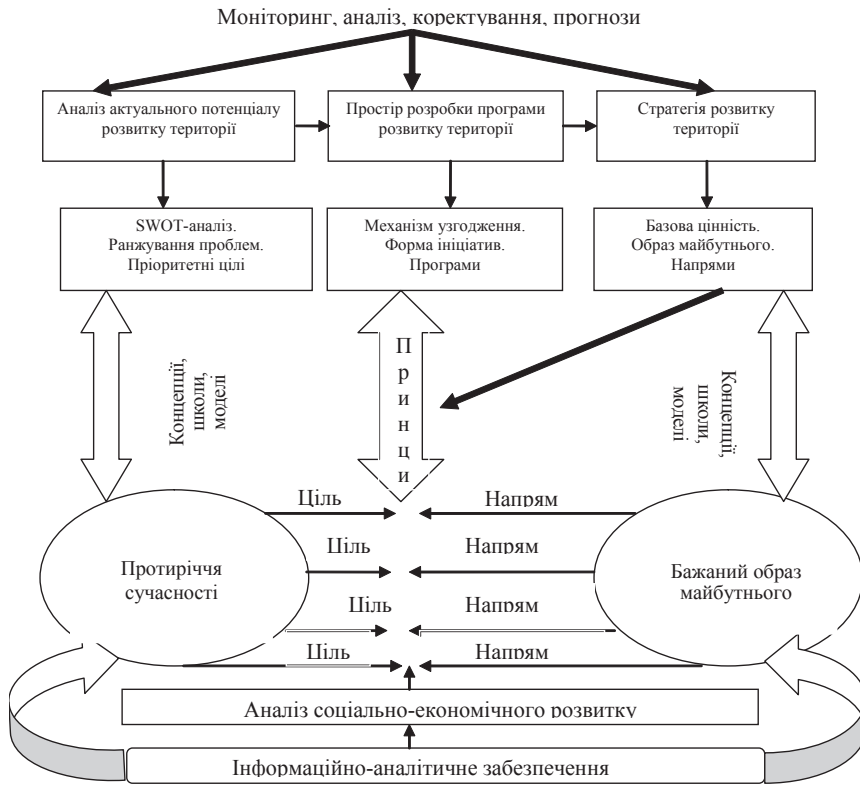 Моніторинг, аналіз, коректування, прогнози
Аналіз актуального потенціалу
розвитку території
Простір розробки програми
розвитку території
Стратегія розвитку
території
SWOT-аналіз.
Ранжування проблем.
Пріоритетні цілі
Механізм узгодження.
Форма ініціатив.
Програми
Базова цінність.
Образ майбутнього.
Напрями
Концепції,
школи,
моделі
Принци
Концепції,
школи,
моделі
Ціль
Напрям
Ціль
Напрям
Ціль
Напрям
Ціль
Напрям
Протиріччя
сучасності
Бажаний образ
майбутнього
Аналіз соціально-економічного розвитку
Інформаційно-аналітичне забезпечення